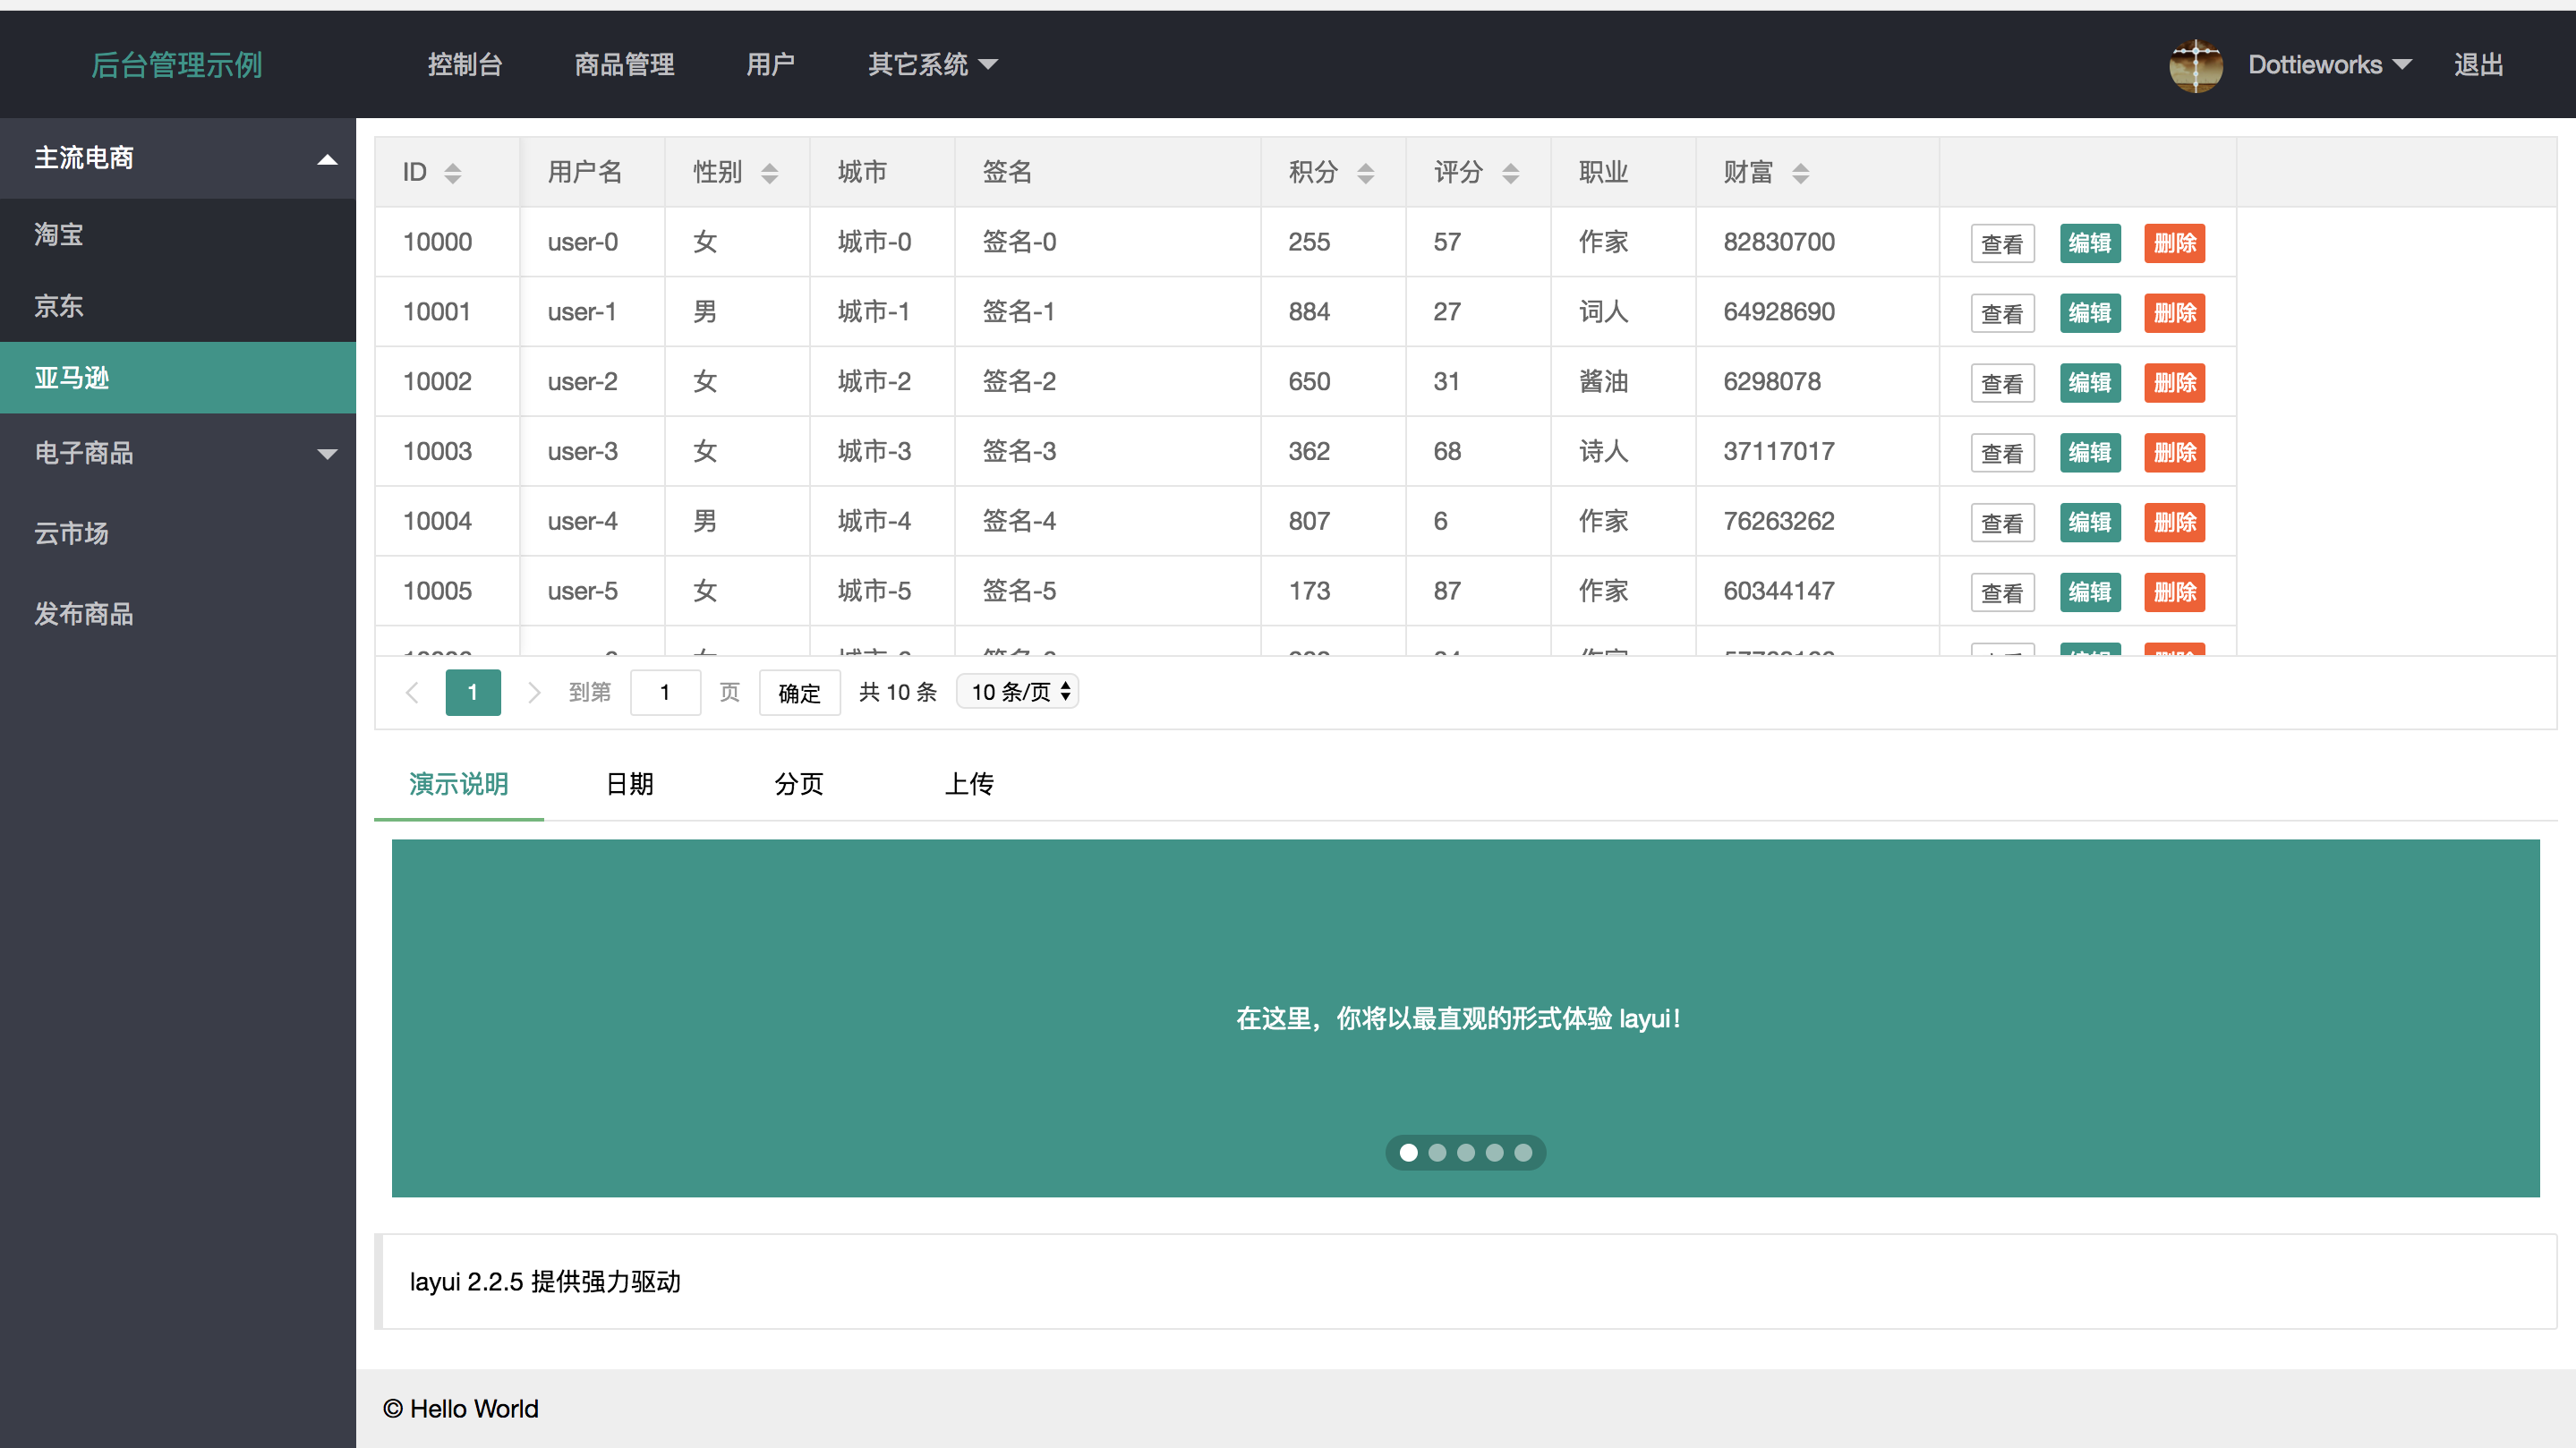 后台管理示例 控制台 商品管理 用户 其它系统 Dottieworks 退出
主流电商
淘宝
京东
亚马逊
电子商品
云市场
发布商品
ID 用户名 性别 城市 签名 积分 评分 职业 财富
10000 user-0 女 城市-0 签名-0 255 57 作家 82830700 查看 编辑 删除
10001 user-1 男 城市-1 签名-1 884 27 词人 64928690 查看 编辑 删除
10002 user-2 女 城市-2 签名-2 650 31 酱油 6298078 查看 编辑 删除
10003 user-3 女 城市-3 签名-3 362 68 诗人 37117017 查看 编辑 删除
10004 user-4 男 城市-4 签名-4 807 6 作家 76263262 查看 编辑 删除
10005 user-5 女 城市-5 签名-5 173 87 作家 60344147 查看 编辑 删除
1 到第 1 页 确定 共 10 条 10 条/页
演示说明 日期 分页 上传
在这里，你将以最直观的形式体验 layui！
layui 2.2.5 提供强力驱动
© Hello World